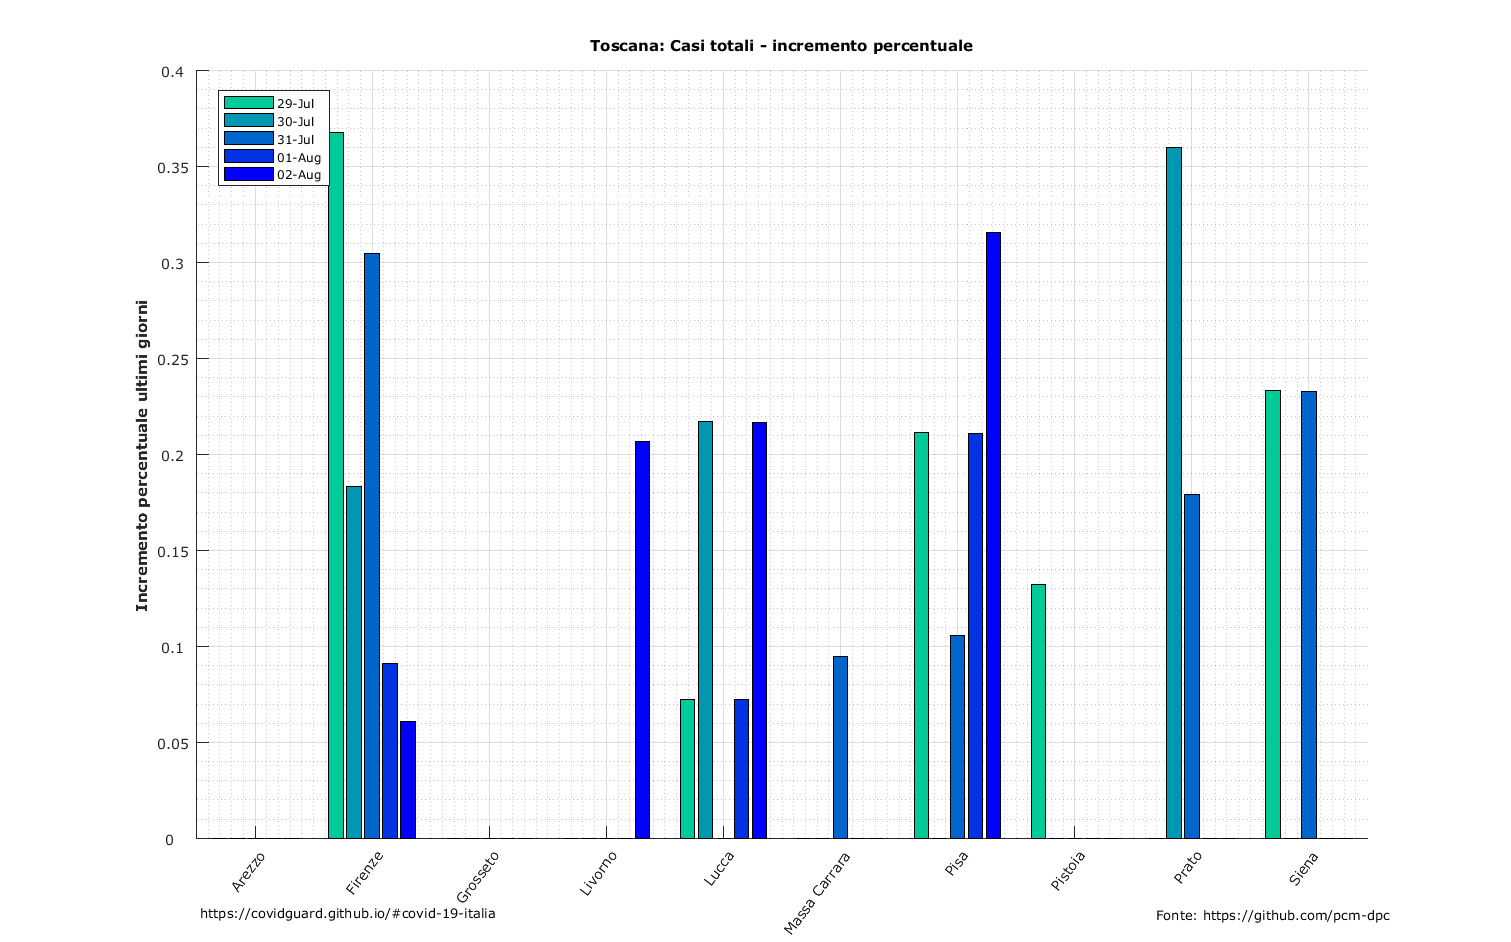 Toscana: Casi totali - incremento percentuale
0.4
0.35
0.3
0.25
0.2
0.15
0.1
0.05
0
Incremento percentuale ultimi giorni
29-Jul
30-Jul
31-Jul
01-Aug
02-Aug
Arezzo
Firenze
Grosseto
Livorno
Lucca
Massa Carrara
Pisa
Pistoia
Prato
Siena
https://covidguard.github.io/#covid-19-italia
Fonte: https://github.com/pcm-dpc